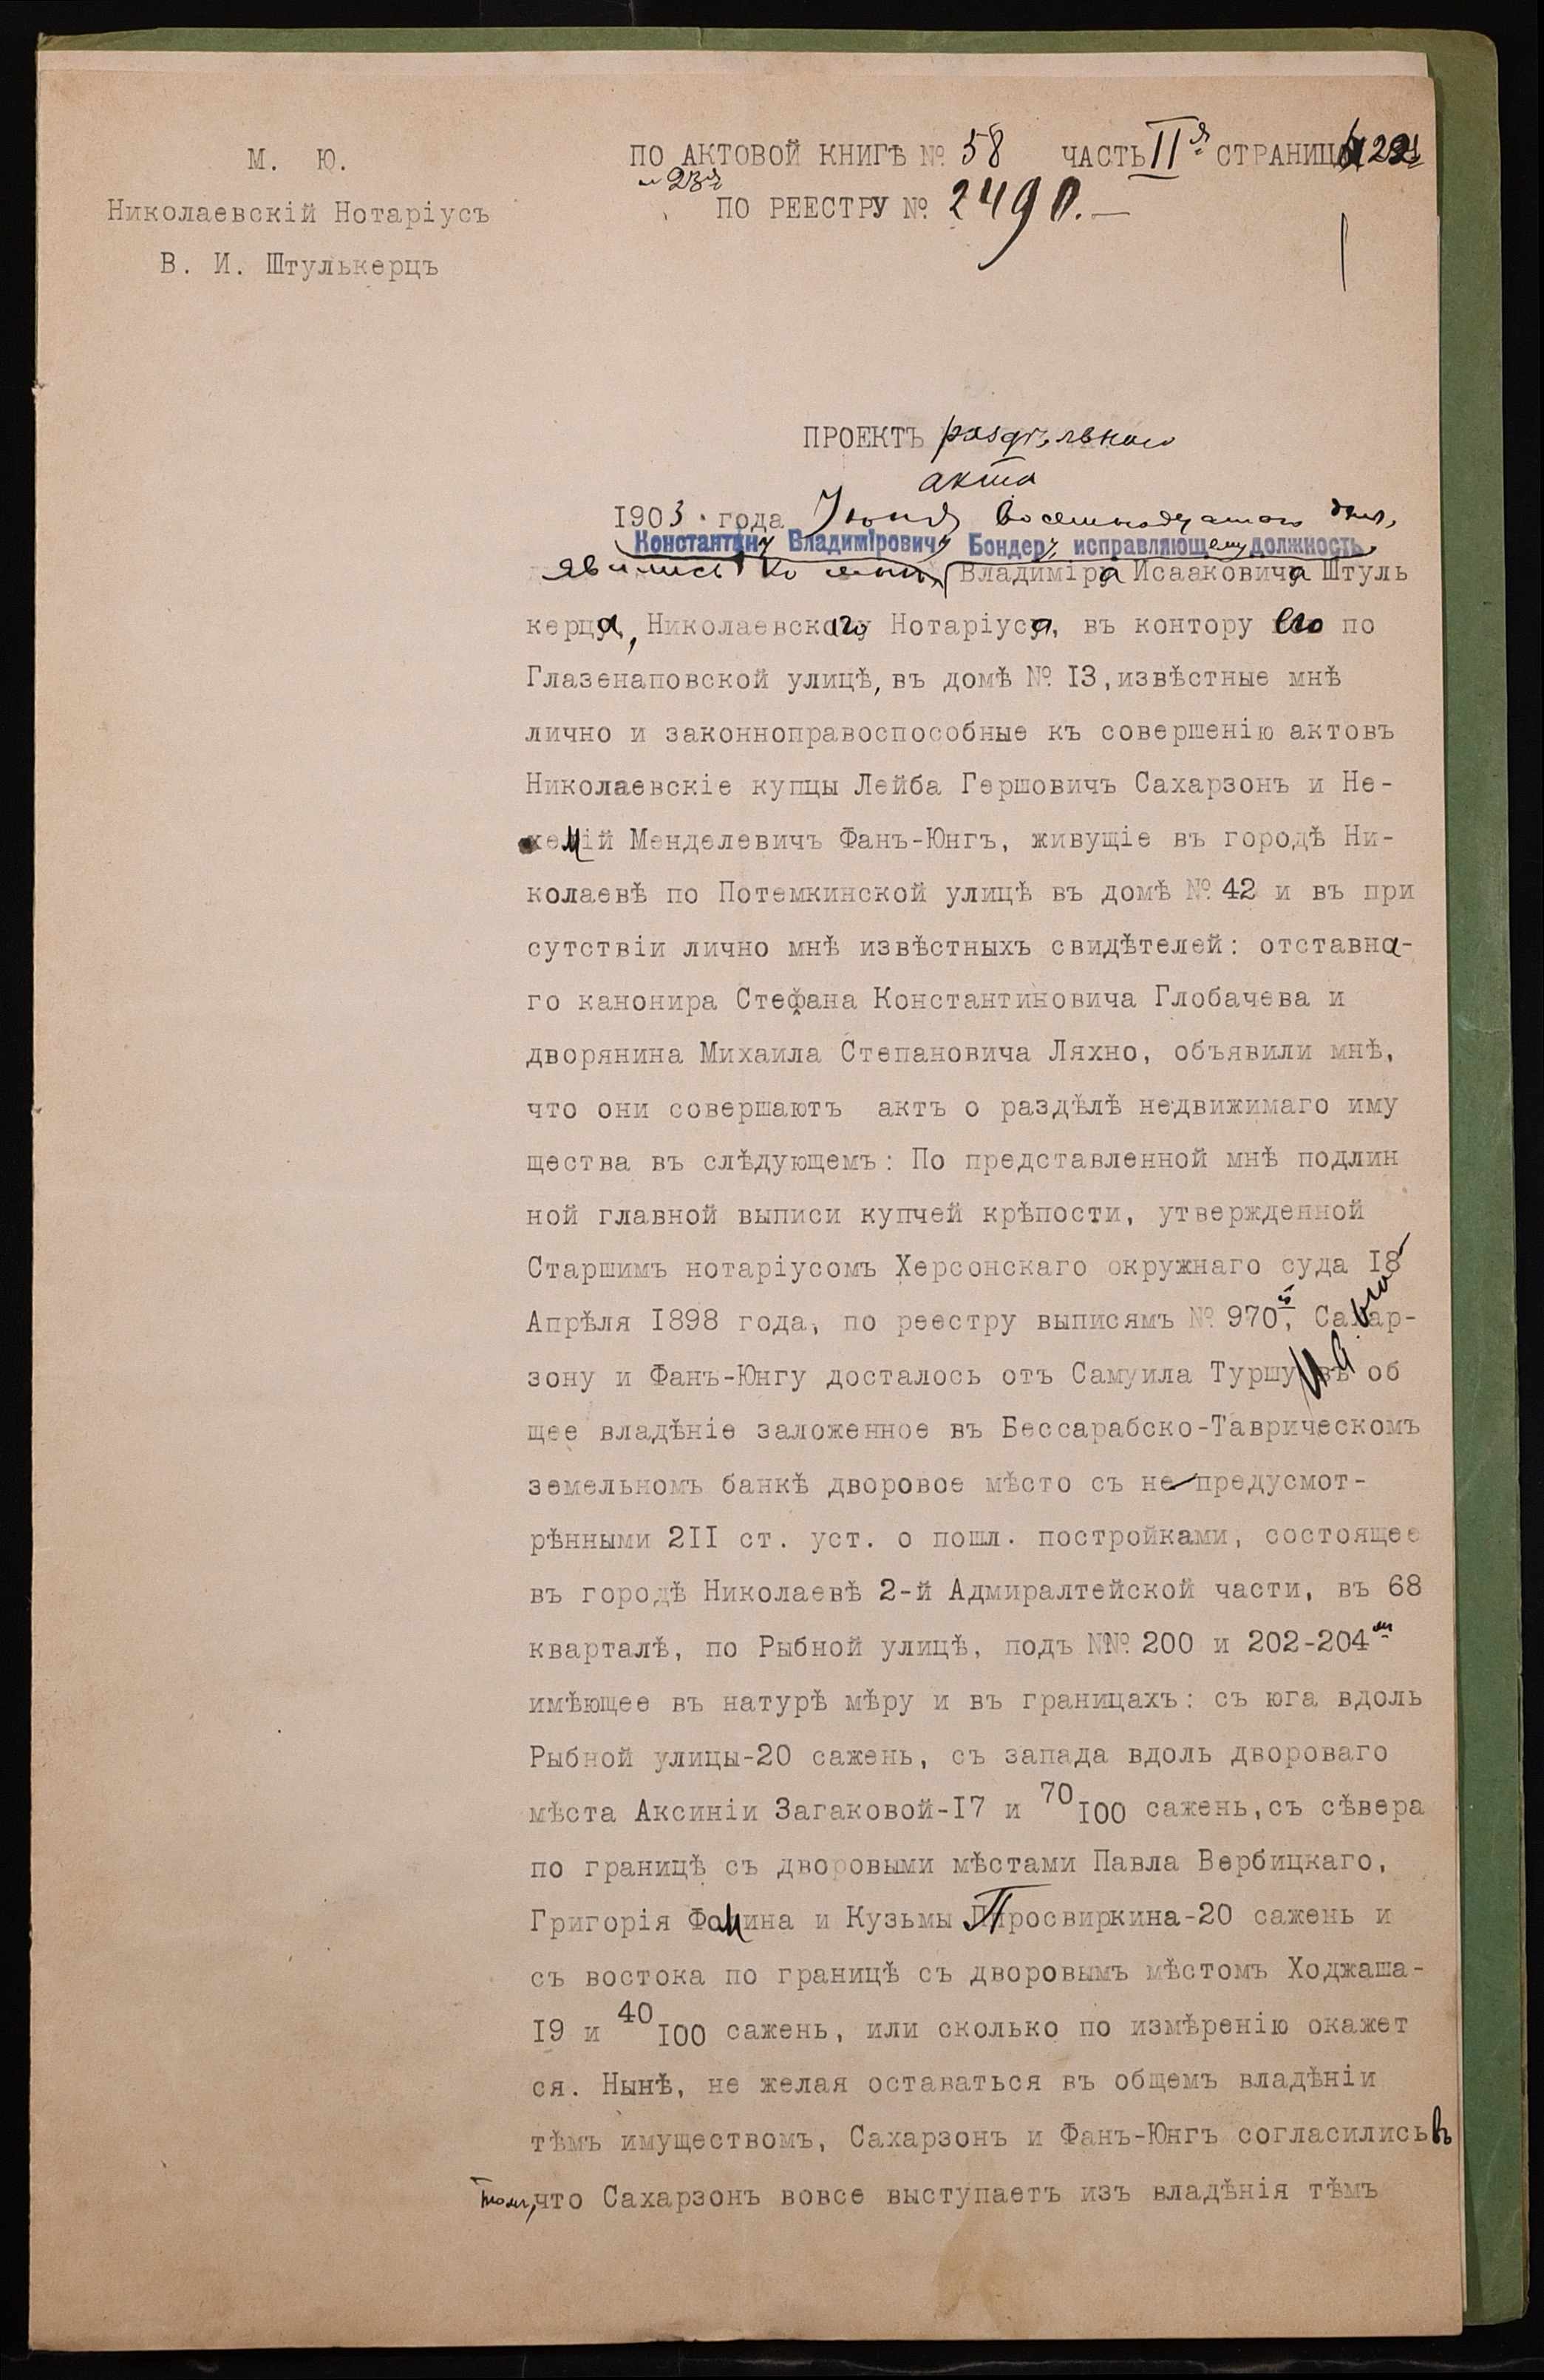 М. Ю.
Николаевскій Нотаріусъ
В. И. Штулькерцъ
ПО АКТОВОЙ КНИГѢ № 58 ЧАСТЬ II я СТРАНИЦА 22я
и 23я
ПО РЕЕСТРУ № 2490.—
ПРОЕКТЪ раздѣльнаго
акта
1903 года Іюня восемнадцатаго дня,
Константину Владиміровичу Бондеру, исправляющему должность
явились ко мнѣ, Владиміра Исааковича Штуль
керца, Николаевскаго Нотаріуса, въ контору его по
Глазенаповской улицѣ, въ домѣ № 13, извѣстные мнѣ
лично и законноправоспособные къ совершенію актовъ
Николаевскіе купцы Лейба Гершовичъ Сахарзонъ и Не-
хемій Менделевичъ Фанъ-Юнгъ, живущіе въ городѣ Ни-
колаевѣ по Потемкинской улицѣ въ домѣ № 42 и въ при
сутствіи лично мнѣ извѣстныхъ свидѣтелей: отставна-
го канонира Стефана Константиновича Глобачева и
дворянина Михаила Степановича Ляхно, объявили мнѣ,
что они совершаютъ актъ о раздѣлѣ недвижимаго иму
щества въ слѣдующемъ: По представленной мнѣ подлин
ной главной выписи купчей крѣпости, утвержденной
Старшимъ нотаріусомъ Херсонскаго окружнаго суда 18
Апрѣля 1898 года, по реестру выписямъ № 970, Сахар-
зону и Фанъ-Юнгу досталось отъ Самуила Туршу въ об
щее владѣніе заложенное въ Бессарабско-Таврическомъ
земельномъ банкѣ дворовое мѣсто съ не предусмот-
рѣнными 211 ст. уст. о пошл. постройками, состоящее
въ городѣ Николаевѣ 2-й Адмиралтейской части, въ 68
кварталѣ, по Рыбной улицѣ, подъ №№ 200 и 202-204
имѣющее въ натурѣ мѣру и въ границахъ: съ юга вдоль
Рыбной улицы-20 сажень, съ запада вдоль двороваго
мѣста Аксиніи Загаковой-17 и 70/100 сажень, съ сѣвера
по границѣ съ дворовыми мѣстами Павла Вербицкаго,
Григорія Фомина и Кузьмы Просвиркина-20 сажень и
съ востока по границѣ съ дворовымъ мѣстомъ Ходжаша-
19 и 40/100 сажень, или сколько по измѣренію окажет
ся. Нынѣ, не желая оставаться въ общемъ владѣніи
тѣмъ имуществомъ, Сахарзонъ и Фанъ-Юнгъ согласились въ
томъ, что Сахарзонъ вовсе выступаетъ изъ владѣнія тѣмъ